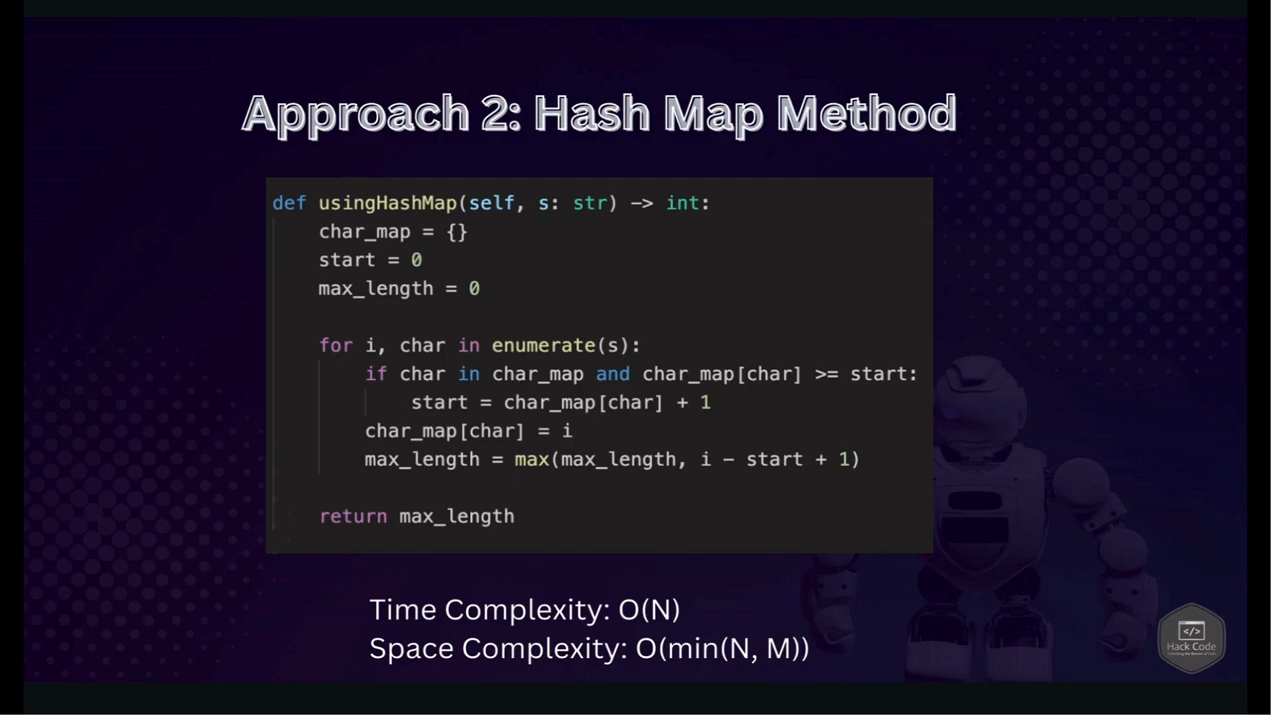 Approach 2: Hash Map Method
def usingHashMap(self, s: str) -> int:
    char_map = {}
    start = 0
    max_length = 0

    for i, char in enumerate(s):
        if char in char_map and char_map[char] >= start:
            start = char_map[char] + 1
        char_map[char] = i
        max_length = max(max_length, i - start + 1)

    return max_length
Time Complexity: O(N)
Space Complexity: O(min(N, M))
</>
Hack Code